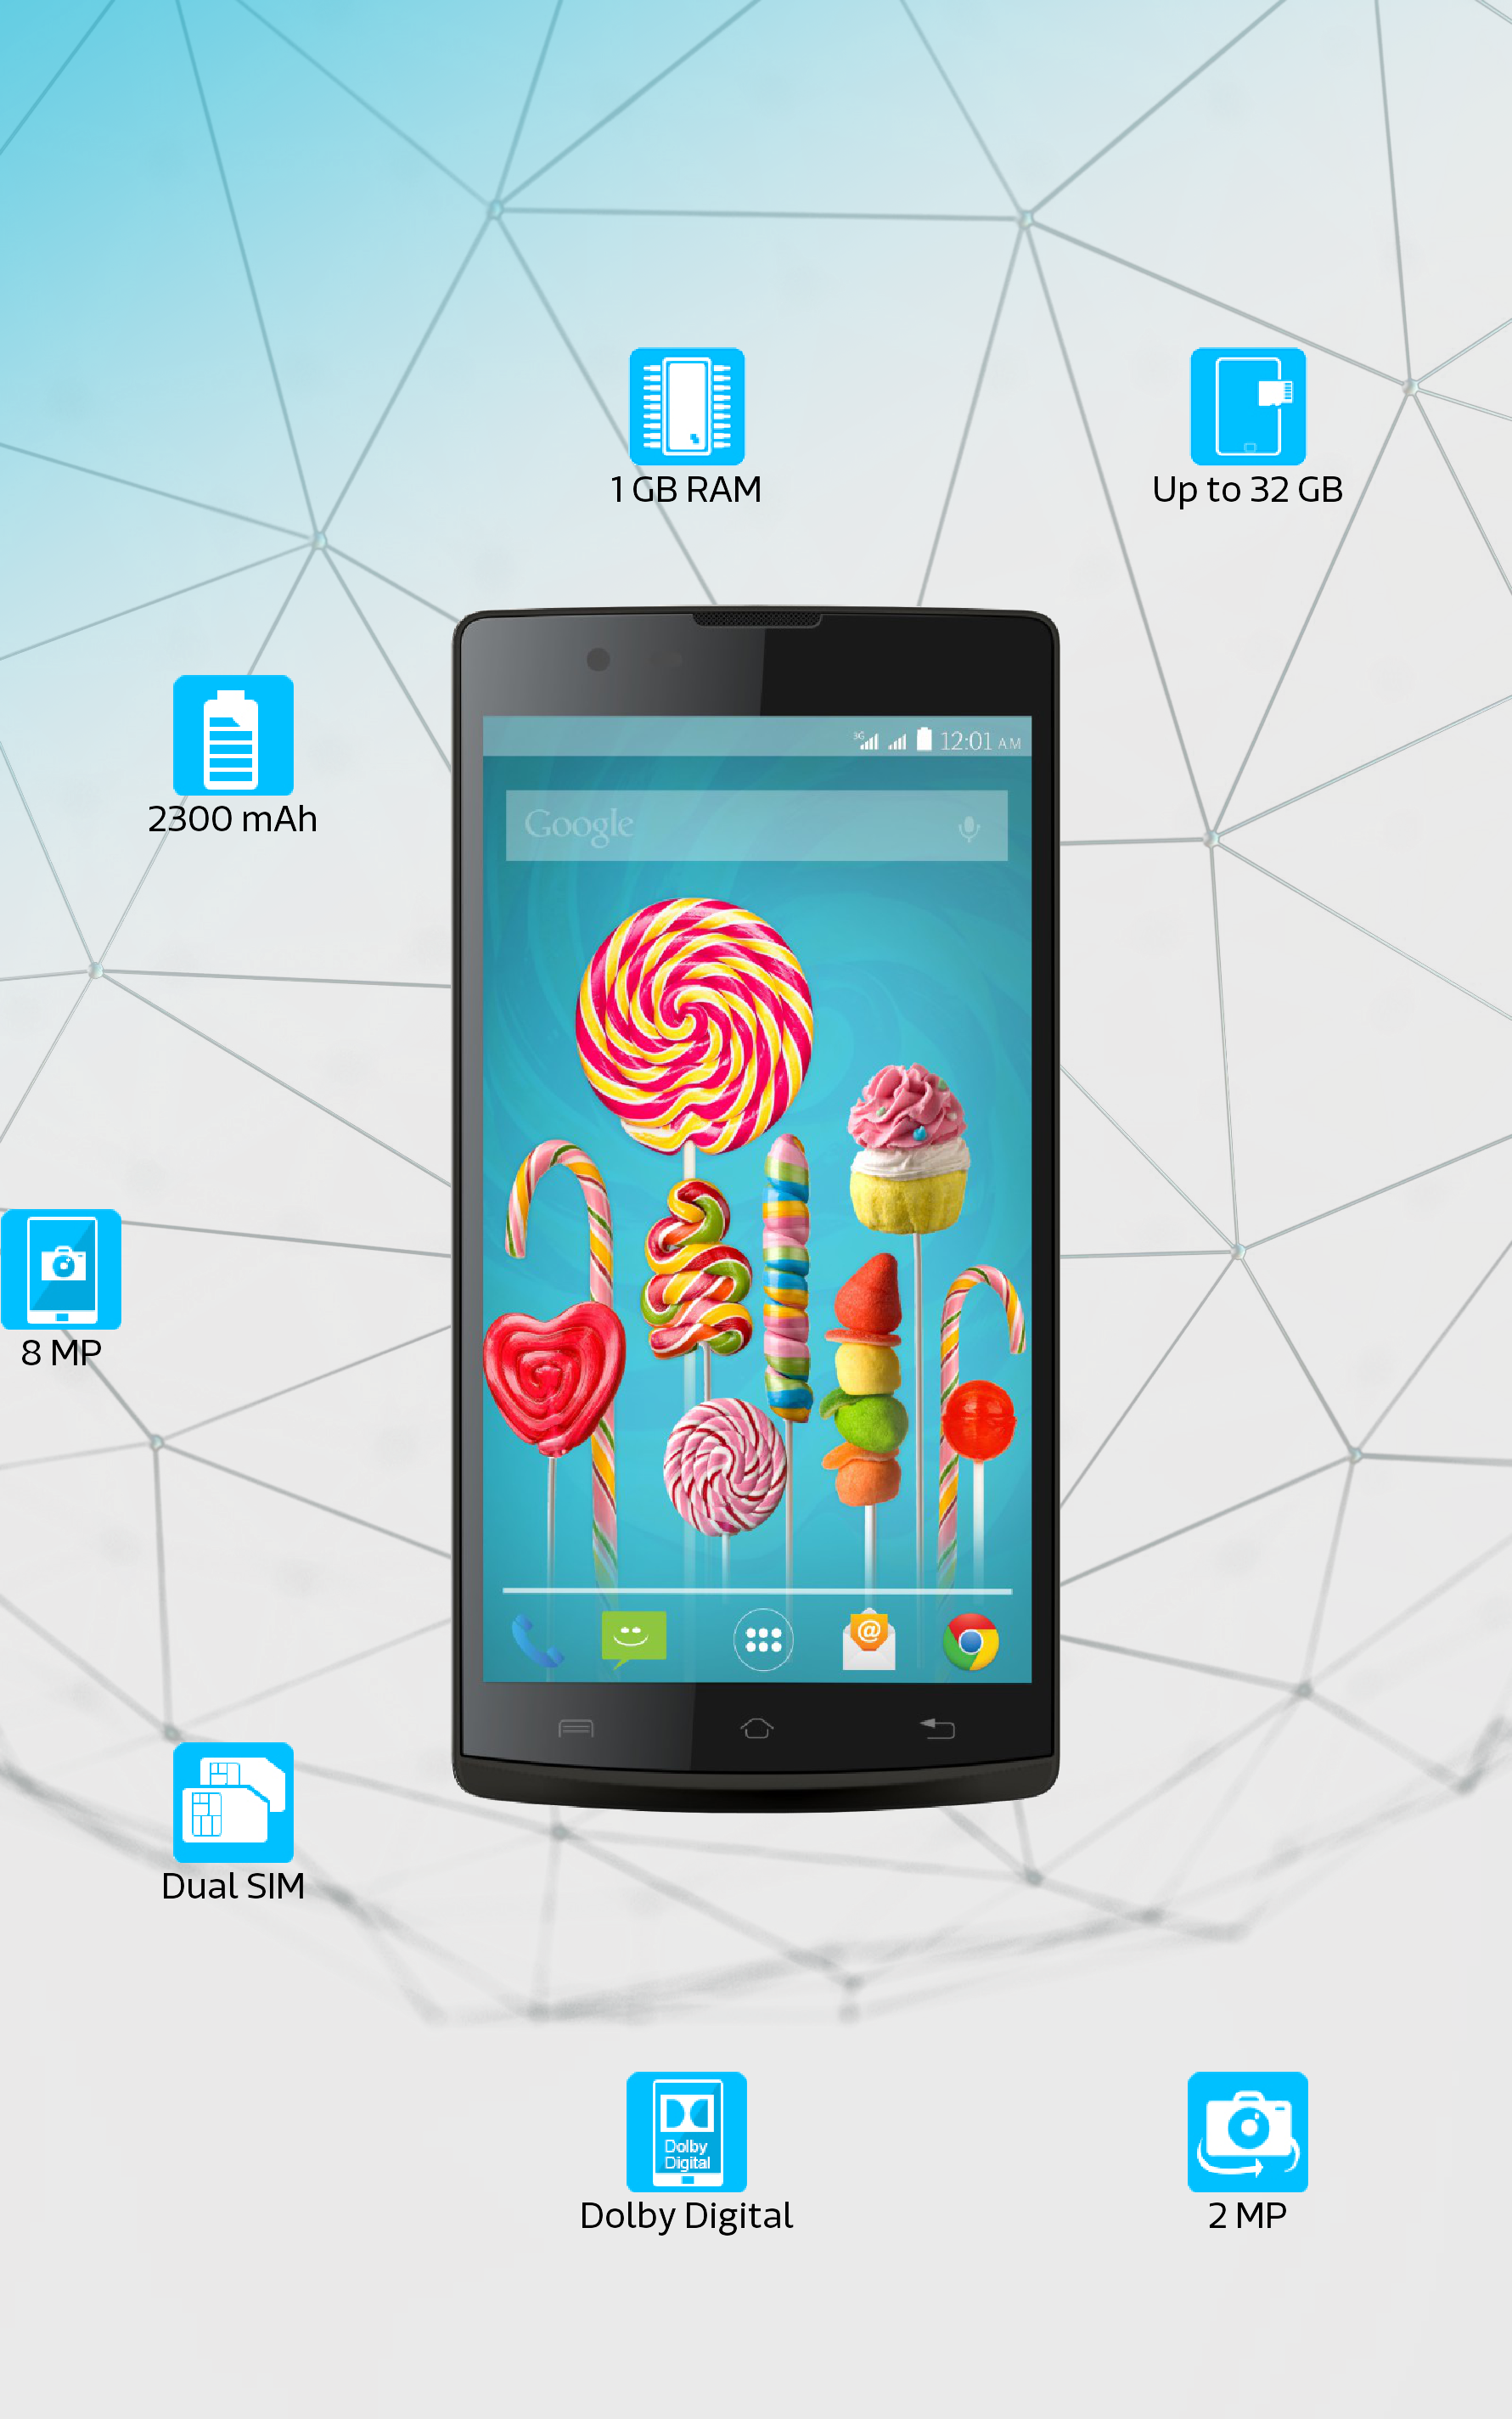 1 GB RAM
Up to 32 GB
3G
12:01 AM
2300 mAh
Google
8 MP
@
Dual SIM
Dolby
Digital
Dolby Digital
2 MP